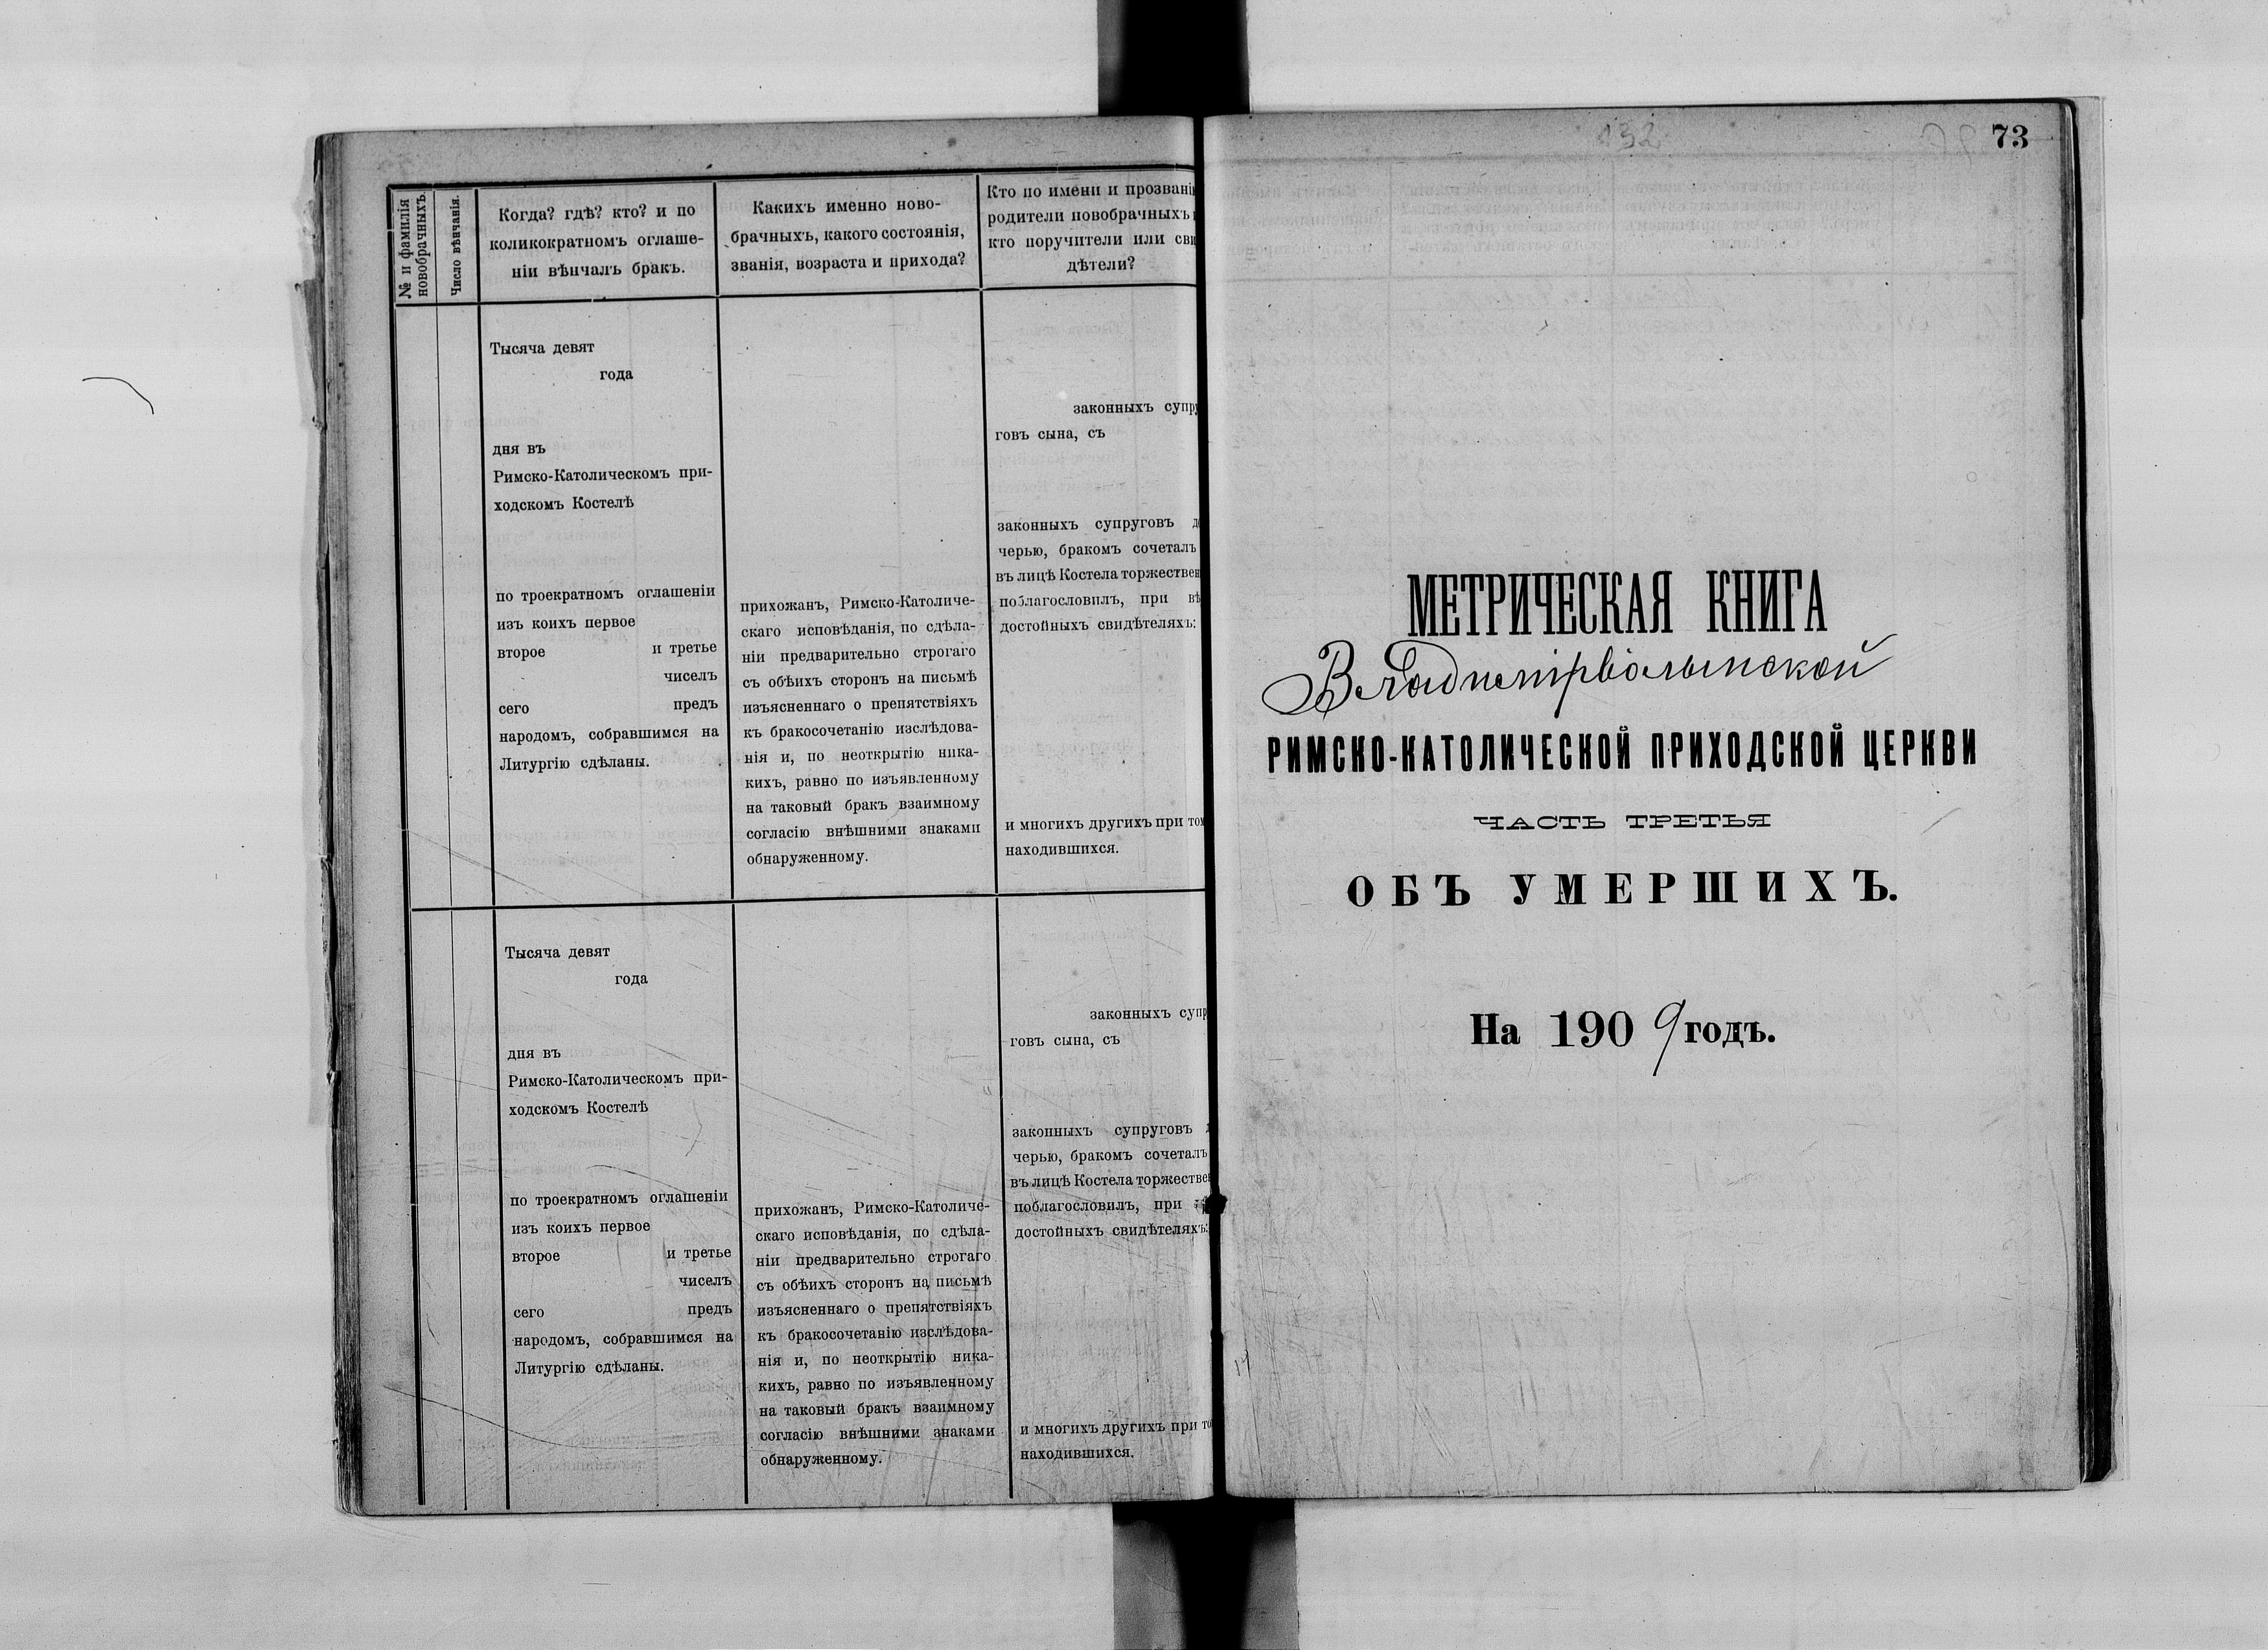 № и фамилія
новобрачныхъ.
Число вѣнчанія.
Когда? гдѣ? кто? и по
коликократномъ оглаше-
ніи вѣнчалъ бракъ.
Какихъ именно ново-
брачныхъ, какого состоянія,
званія, возраста и прихода?
Кто по имени и прозвані
родители новобрачныхъ
кто поручители или сви
дѣтели?
Тысяча девят
года
дня въ
Римско-Католическомъ при-
ходскомъ Костелѣ
по троекратномъ оглашеніи
изъ коихъ первое
второе и третье
чиселъ
сего предъ
народомъ, собравшимся на
Литургію сдѣланы.
прихожанъ, Римско-Католиче-
скаго исповѣданія, по сдѣла-
ніи предварительно строгаго
съ обѣихъ сторонъ на письмѣ
изъясненнаго о препятствіяхъ
къ бракосочетанію изслѣдова-
нія и, по неоткрытію ника-
кихъ, равно по изъявленному
на таковый бракъ взаимному
согласію внѣшними знаками
обнаруженному.
законныхъ супру
говъ сына, съ
законныхъ супруговъ д
черью, бракомъ сочеталъ
въ лицѣ Костела торжествен
поблагословилъ, при вѣ
достойныхъ свидѣтеляхъ:
и многихъ другихъ при том
находившихся.
Тысяча девят
года
дня въ
Римско-Католическомъ при-
ходскомъ Костелѣ
по троекратномъ оглашеніи
изъ коихъ первое
второе и третье
чиселъ
сего предъ
народомъ, собравшимся на
Литургію сдѣланы.
прихожанъ, Римско-Католиче-
скаго исповѣданія, по сдѣла-
ніи предварительно строгаго
съ обѣихъ сторонъ на письмѣ
изъясненнаго о препятствіяхъ
къ бракосочетанію изслѣдова-
нія и, по неоткрытію ника-
кихъ, равно по изъявленному
на таковый бракъ взаимному
согласію внѣшними знаками
обнаруженному.
законныхъ супр
говъ сына, съ
законныхъ супруговъ
черью, бракомъ сочеталъ
въ лицѣ Костела торжестве
поблагословилъ, при
достойныхъ свидѣтеляхъ:
и многихъ другихъ при то
находившихся.
132
73
МЕТРИЧЕСКАЯ КНИГА
Владимірволынской
РИМСКО-КАТОЛИЧЕСКОЙ ПРИХОДСКОЙ ЦЕРКВИ
ЧАСТЬ ТРЕТЬЯ
ОБЪ УМЕРШИХЪ.
На 1909 годъ.